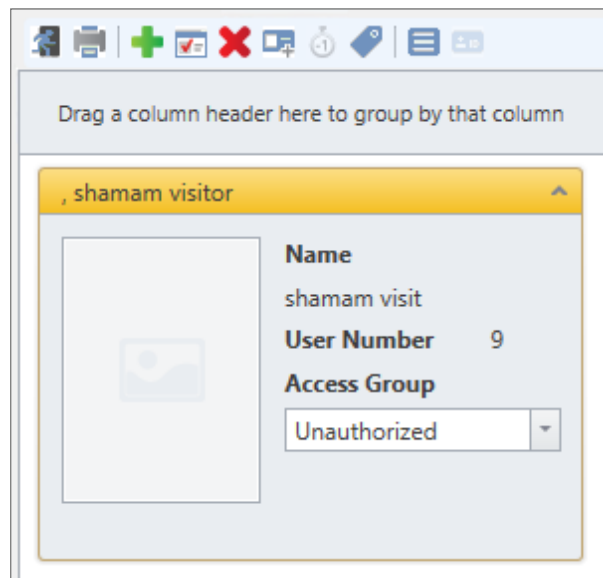 -1
Drag a column header here to group by that column
, shamam visitor
Name
shamam visit
User Number 9
Access Group
Unauthorized